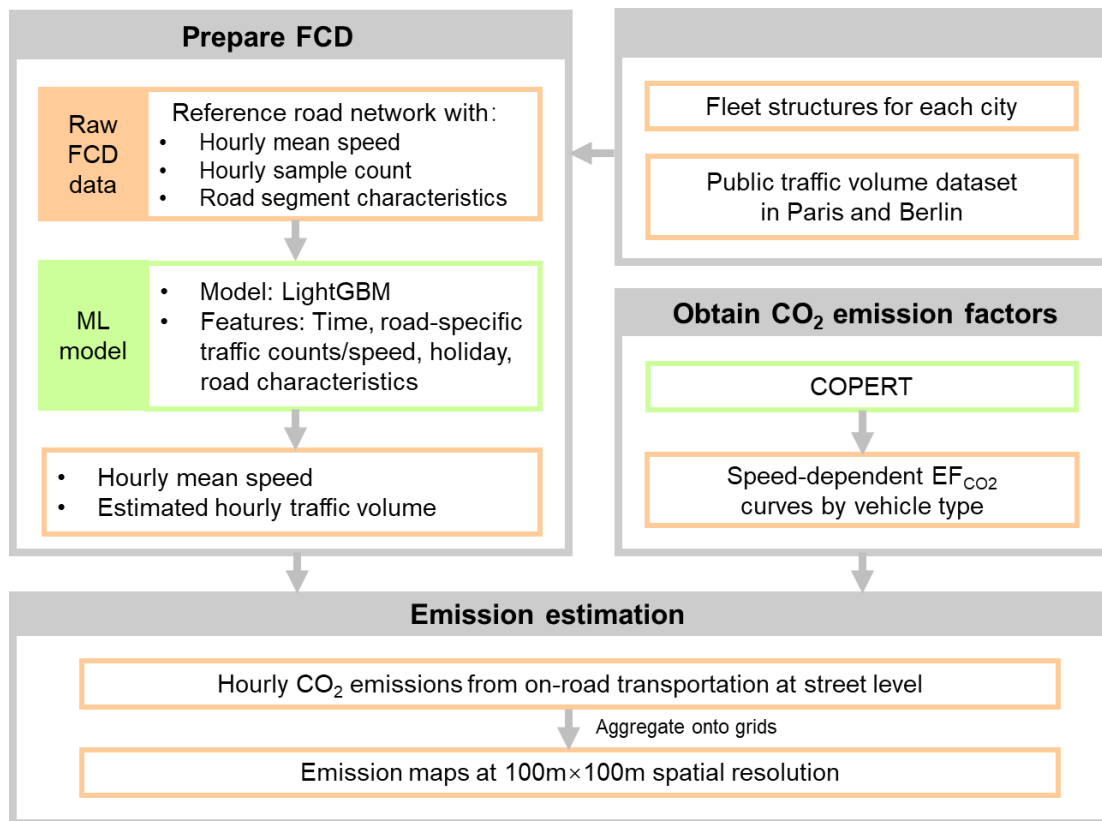 Prepare FCD
Raw
FCD
data
Reference road network with:
• Hourly mean speed
• Hourly sample count
• Road segment characteristics
ML
model
• Model: LightGBM
• Features: Time, road-specific
traffic counts/speed, holiday,
road characteristics
• Hourly mean speed
• Estimated hourly traffic volume
Fleet structures for each city
Public traffic volume dataset
in Paris and Berlin
Obtain CO₂ emission factors
COPERT
Speed-dependent EF_CO2
curves by vehicle type
Emission estimation
Hourly CO₂ emissions from on-road transportation at street level
Aggregate onto grids
Emission maps at 100m×100m spatial resolution